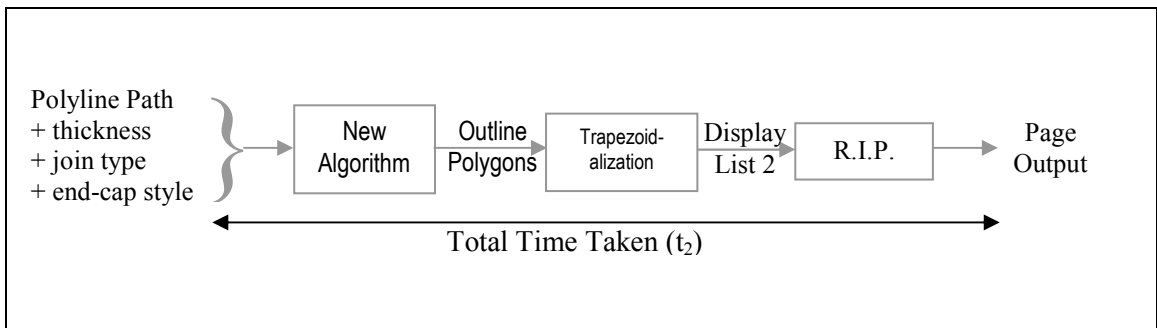 Polyline Path
+ thickness
+ join type
+ end-cap style
New
Algorithm
Outline
Polygons
Trapezoid-
alization
Display
List 2
R.I.P.
Page
Output
Total Time Taken (t₂)